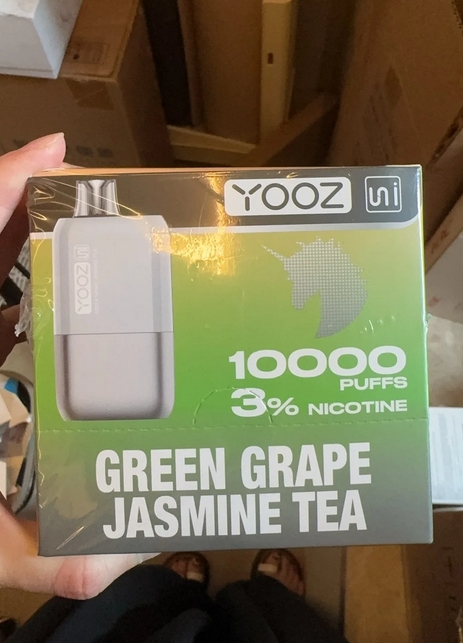 YOOZ uni
YOOZ uni
10000
PUFFS
3% NICOTINE
GREEN GRAPE
JASMINE TEA